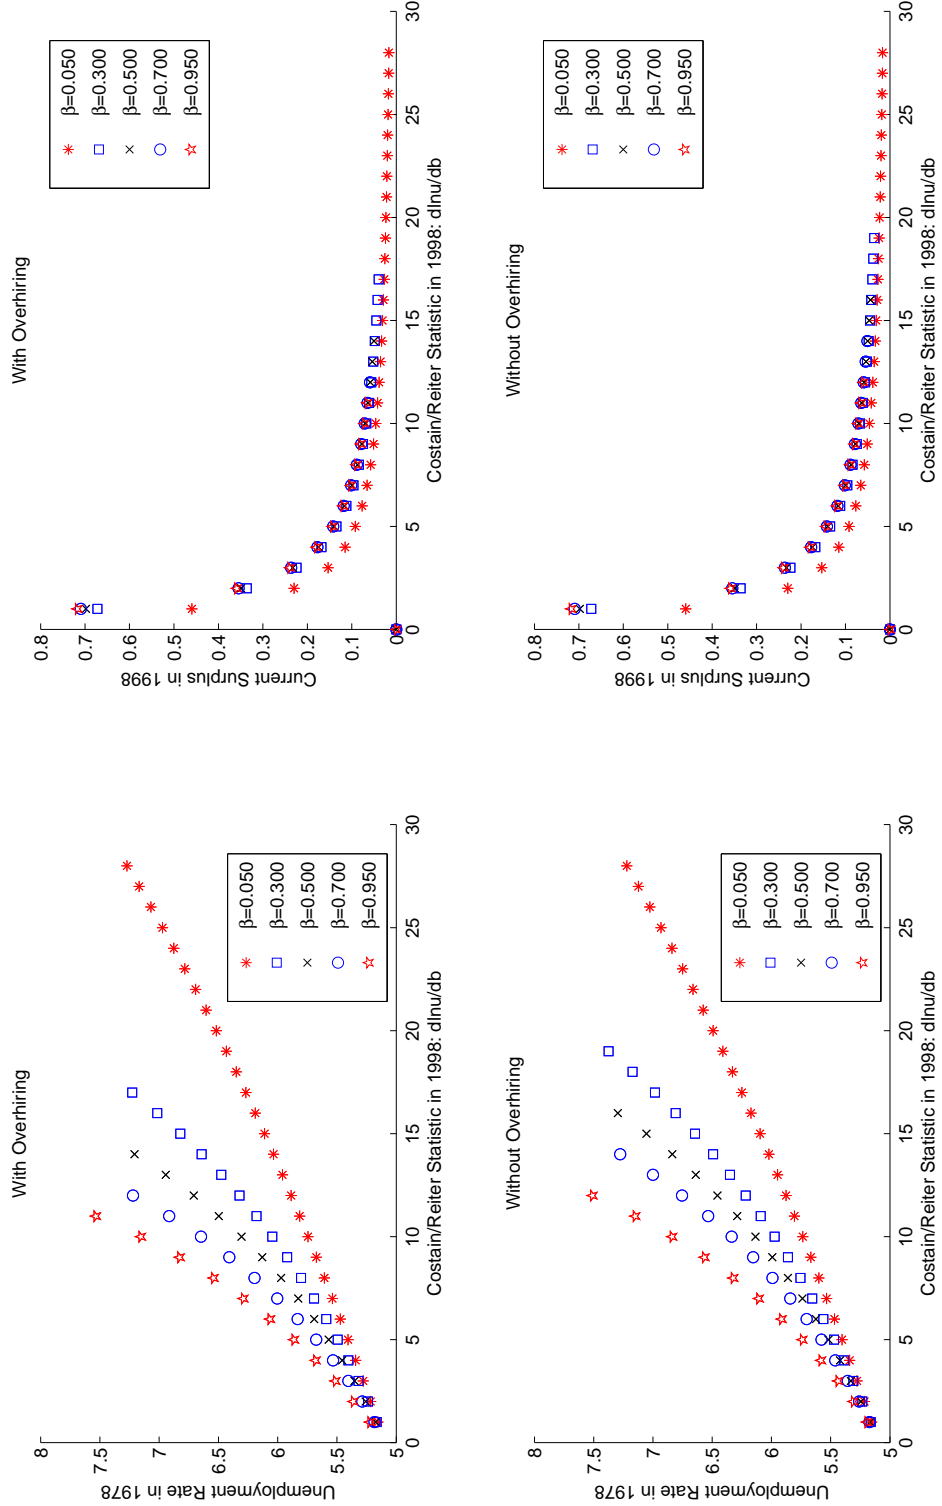 With Overhiring
8
7.5
7
6.5
6
5.5
5
Unemployment Rate in 1978
0
5
10
15
20
25
30
Costain/Reiter Statistic in 1998: dlnu/db
β=0.050
β=0.300
β=0.500
β=0.700
β=0.950
With Overhiring
0.8
0.7
0.6
0.5
0.4
0.3
0.2
0.1
0
Current Surplus in 1998
0
5
10
15
20
25
30
Costain/Reiter Statistic in 1998: dlnu/db
β=0.050
β=0.300
β=0.500
β=0.700
β=0.950
Without Overhiring
8
7.5
7
6.5
6
5.5
5
Unemployment Rate in 1978
0
5
10
15
20
25
30
Costain/Reiter Statistic in 1998: dlnu/db
β=0.050
β=0.300
β=0.500
β=0.700
β=0.950
Without Overhiring
0.8
0.7
0.6
0.5
0.4
0.3
0.2
0.1
0
Current Surplus in 1998
0
5
10
15
20
25
30
Costain/Reiter Statistic in 1998: dlnu/db
β=0.050
β=0.300
β=0.500
β=0.700
β=0.950